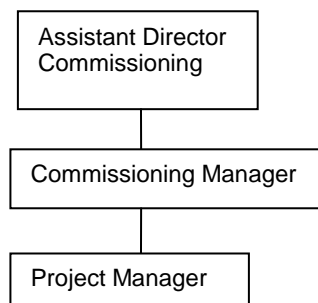 Assistant Director
Commissioning
Commissioning Manager
Project Manager